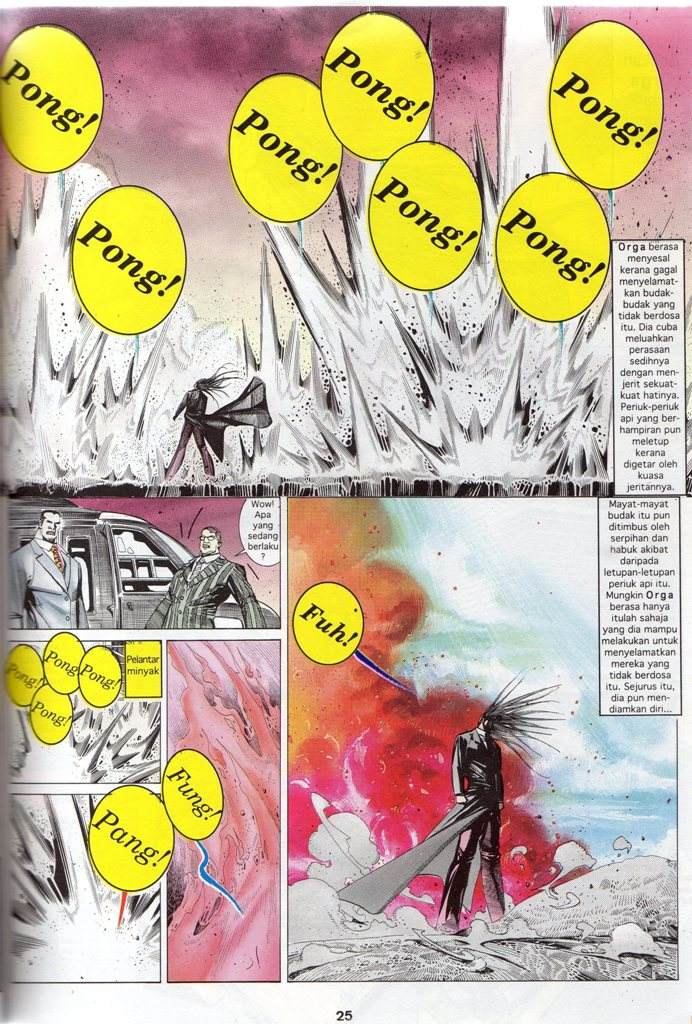 Pong!
Pong!
Pong!
Pong!
Pong!
Pong!
Pong!
Orga berasa
menyesal
kerana gagal
menyelamat-
kan budak-
budak yang
tidak berdosa
itu. Dia cuba
meluahkan
perasaan
sedihnya
dengan men-
jerit sekuat-
kuat hatinya.
Periuk-periuk
api yang ber-
hampiran pun
meletup
kerana
digetar oleh
kuasa
jeritannya.
Wow!
Apa
yang
sedang
berlaku
?
Mayat-mayat
budak itu pun
ditimbus oleh
serpihan dan
habuk akibat
daripada
letupan-letupan
periuk api itu.
Mungkin Orga
berasa hanya
itulah sahaja
yang dia mampu
melakukan untuk
menyelamatkan
mereka yang
tidak berdosa
itu. Sejurus itu,
dia pun men-
diamkan diri...
Fuh!
Pong!
Pong!
Pong!
Pong!
Pelantar
minyak
Fung!
Pang!
25